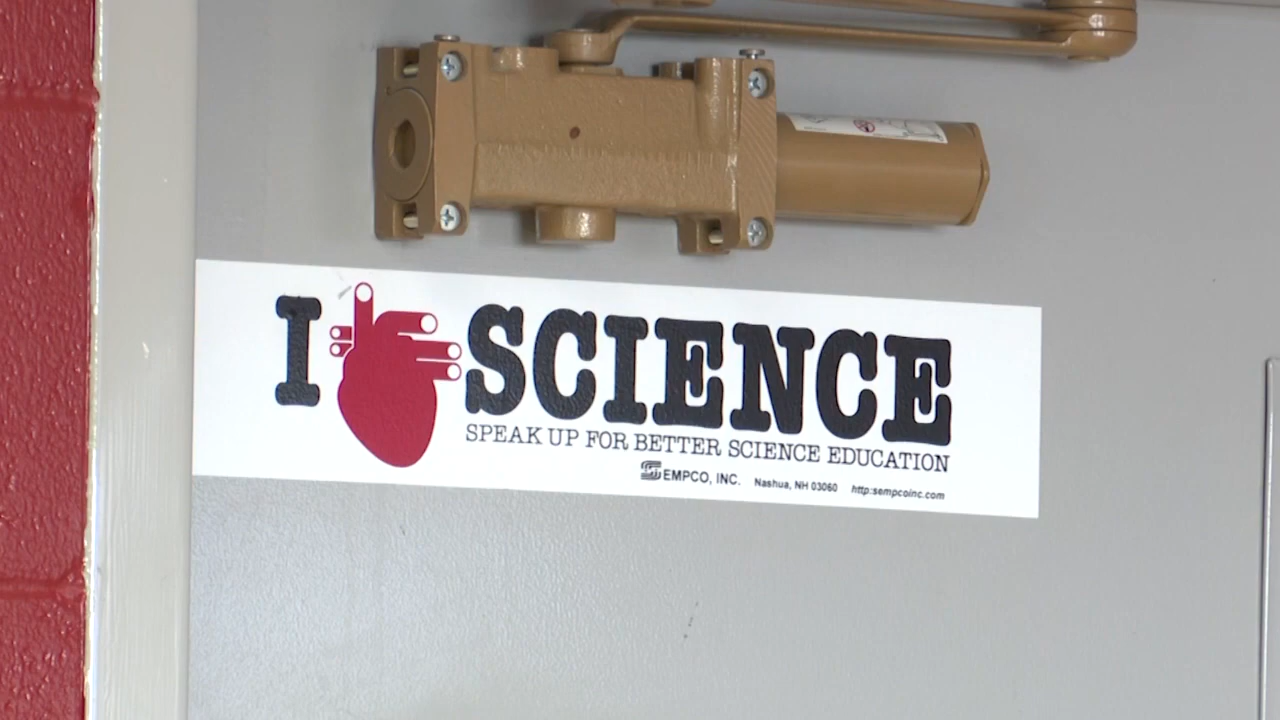 I SCIENCE
SPEAK UP FOR BETTER SCIENCE EDUCATION
SEMPCO, INC. Nashua, NH 03060 http:sempcoinc.com